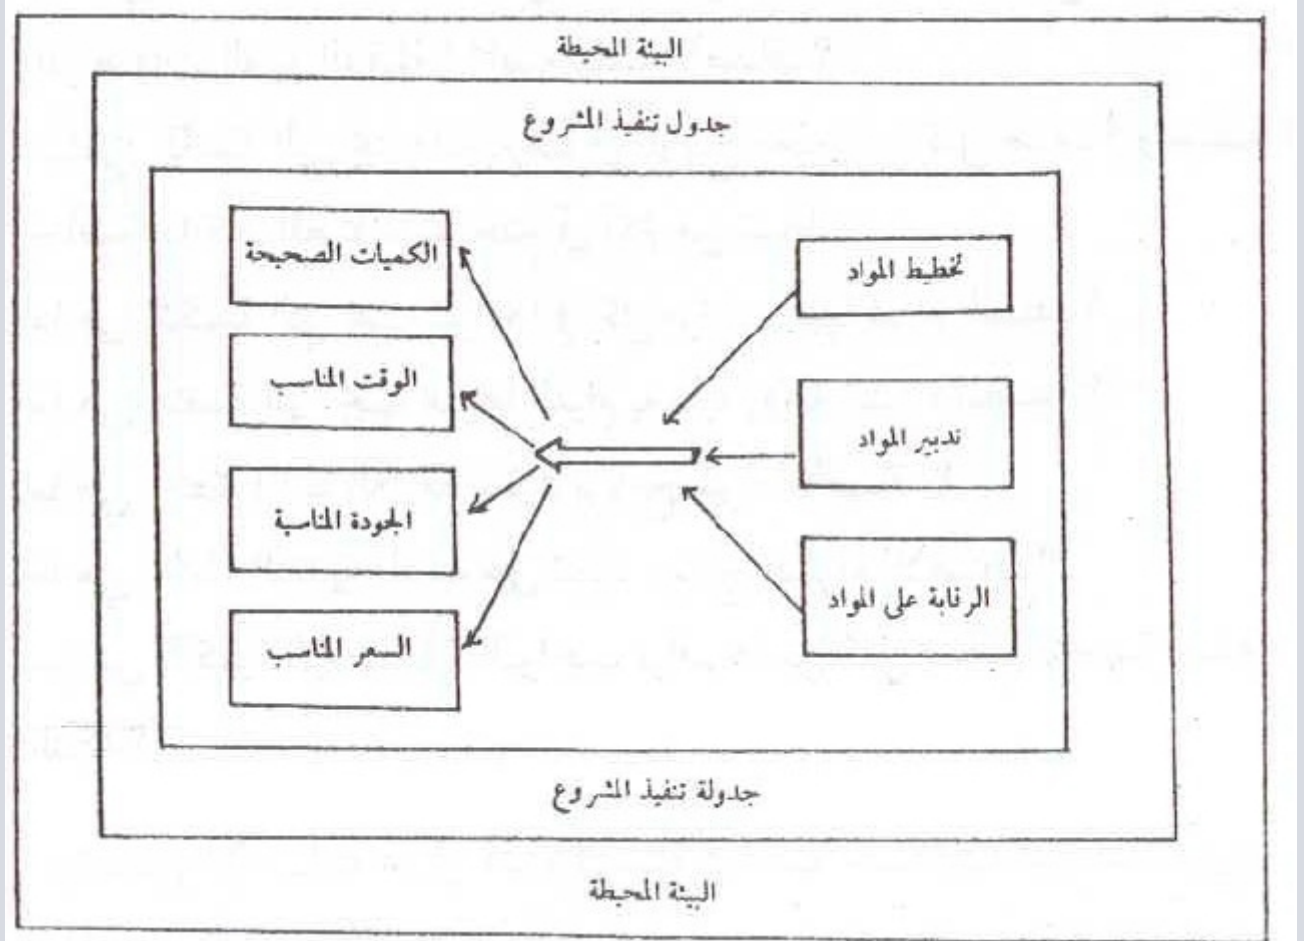 البيئة المحيطة
جدول تنفيذ المشروع
تخطيط المواد
تدبير المواد
الرقابة على المواد
الكميات الصحيحة
الوقت المناسب
الجودة المناسبة
السعر المناسب
جدولة تنفيذ المشروع
البيئة المحيطة